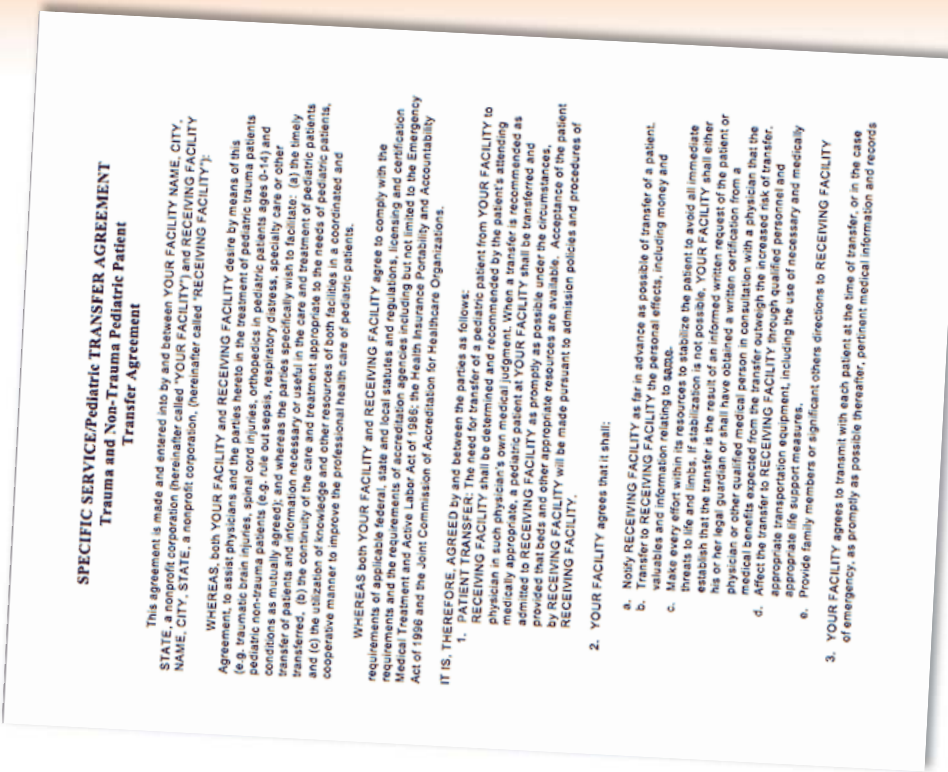 SPECIFIC SERVICE/Pediatric TRANSFER AGREEMENT
Trauma and Non-Trauma Pediatric Patient
Transfer Agreement
This agreement is made and entered into by and between YOUR FACILITY NAME, CITY,
STATE, a nonprofit corporation (hereinafter called "YOUR FACILITY") and RECEIVING FACILITY
NAME, CITY, STATE, a nonprofit corporation, (hereinafter called "RECEIVING FACILITY"):
WHEREAS, both YOUR FACILITY and RECEIVING FACILITY desire by means of this
Agreement, to assist physicians and the parties hereto in the treatment of pediatric trauma patients
(e.g. traumatic brain injuries, spinal cord injuries, orthopedics in pediatric patients ages 0-14) and
pediatric non-trauma patients (e.g. rule out sepsis, respiratory distress, specialty care or other
conditions as mutually agreed); and whereas the parties specifically wish to facilitate: (a) the timely
transfer of patients and information necessary or useful in the care and treatment of pediatric patients
transferred, (b) the continuity of the care and treatment appropriate to the needs of pediatric patients,
and (c) the utilization of knowledge and other resources of both facilities in a coordinated and
cooperative manner to improve the professional health care of pediatric patients.
WHEREAS both YOUR FACILITY and RECEIVING FACILITY agree to comply with the
requirements of applicable federal, state and local statutes and regulations, licensing and certification
requirements and the requirements of accreditation agencies including but not limited to the Emergency
Medical Treatment and Active Labor Act of 1986; the Health Insurance Portability and Accountability
Act of 1996 and the Joint Commission of Accreditation for Healthcare Organizations.
IT IS, THEREFORE, AGREED by and between the parties as follows:
1. PATIENT TRANSFER: The need for transfer of a pediatric patient from YOUR FACILITY to
RECEIVING FACILITY shall be determined and recommended by the patient's attending
physician in such physician's own medical judgment. When a transfer is recommended as
medically appropriate, a pediatric patient at YOUR FACILITY shall be transferred and
admitted to RECEIVING FACILITY as promptly as possible under the circumstances,
provided that beds and other appropriate resources are available. Acceptance of the patient
by RECEIVING FACILITY will be made pursuant to admission policies and procedures of
RECEIVING FACILITY.
2. YOUR FACILITY agrees that it shall:
a. Notify RECEIVING FACILITY as far in advance as possible of transfer of a patient.
b. Transfer to RECEIVING FACILITY the personal effects, including money and
valuables and information relating to same.
c. Make every effort within its resources to stabilize the patient to avoid all immediate
threats to life and limbs. If stabilization is not possible, YOUR FACILITY shall either
establish that the transfer is the result of an informed written request of the patient or
his or her legal guardian or shall have obtained a written certification from a
physician or other qualified medical person in consultation with a physician that the
medical benefits expected from the transfer outweigh the increased risk of transfer.
d. Affect the transfer to RECEIVING FACILITY through qualified personnel and
appropriate transportation equipment, including the use of necessary and medically
appropriate life support measures.
e. Provide family members or significant others directions to RECEIVING FACILITY
3. YOUR FACILITY agrees to transmit with each patient at the time of transfer, or in the case
of emergency, as promptly as possible thereafter, pertinent medical information and records